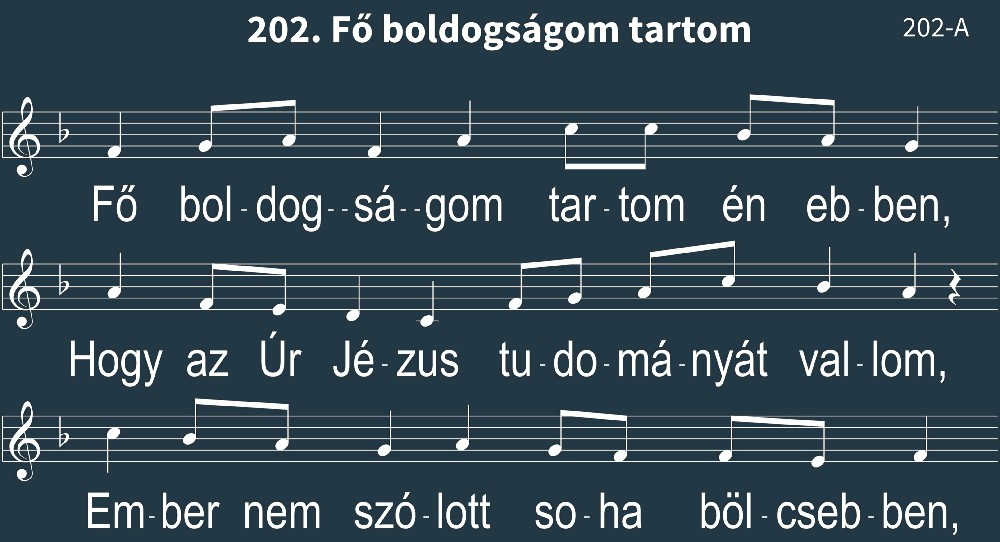 202. Fő boldogságom tartom
202-A
Fő bol-dog--sá--gom tar-tom én eb-ben,
Hogy az Úr Jé-zus tu-do-má-nyát val-lom,
Em-ber nem szó-lott so-ha böl-cseb-ben,